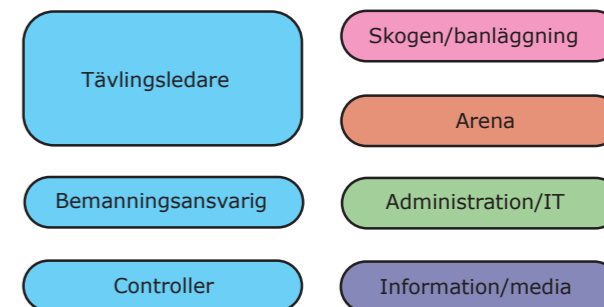 Tävlingsledare
Bemanningsansvarig
Controller
Skogen/banläggning
Arena
Administration/IT
Information/media